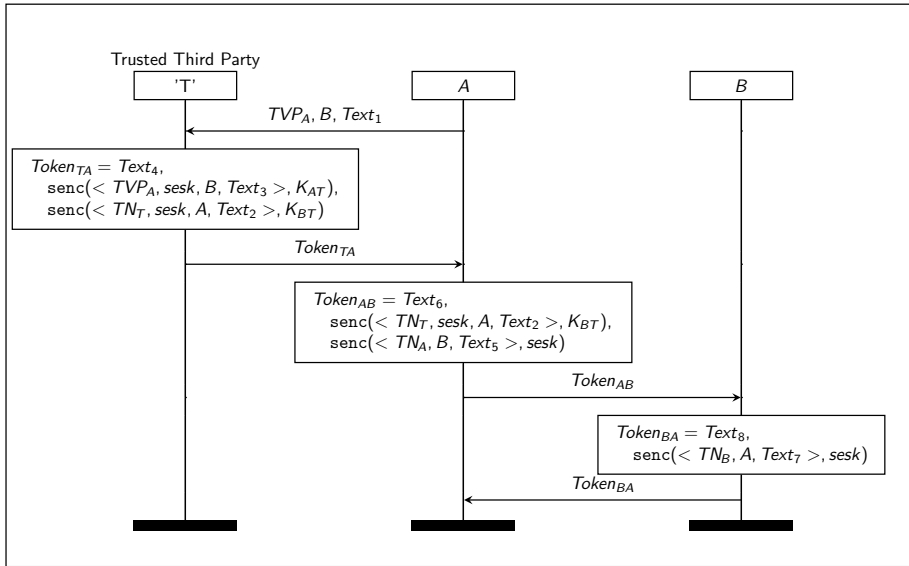 Trusted Third Party
'T'
A
B
TVP_A, B, Text_1
Token_TA = Text_4,
senc(< TVP_A, sesk, B, Text_3 >, K_AT),
senc(< TN_T, sesk, A, Text_2 >, K_BT)
Token_TA
Token_AB = Text_6,
senc(< TN_T, sesk, A, Text_2 >, K_BT),
senc(< TN_A, B, Text_5 >, sesk)
Token_AB
Token_BA = Text_8,
senc(< TN_B, A, Text_7 >, sesk)
Token_BA